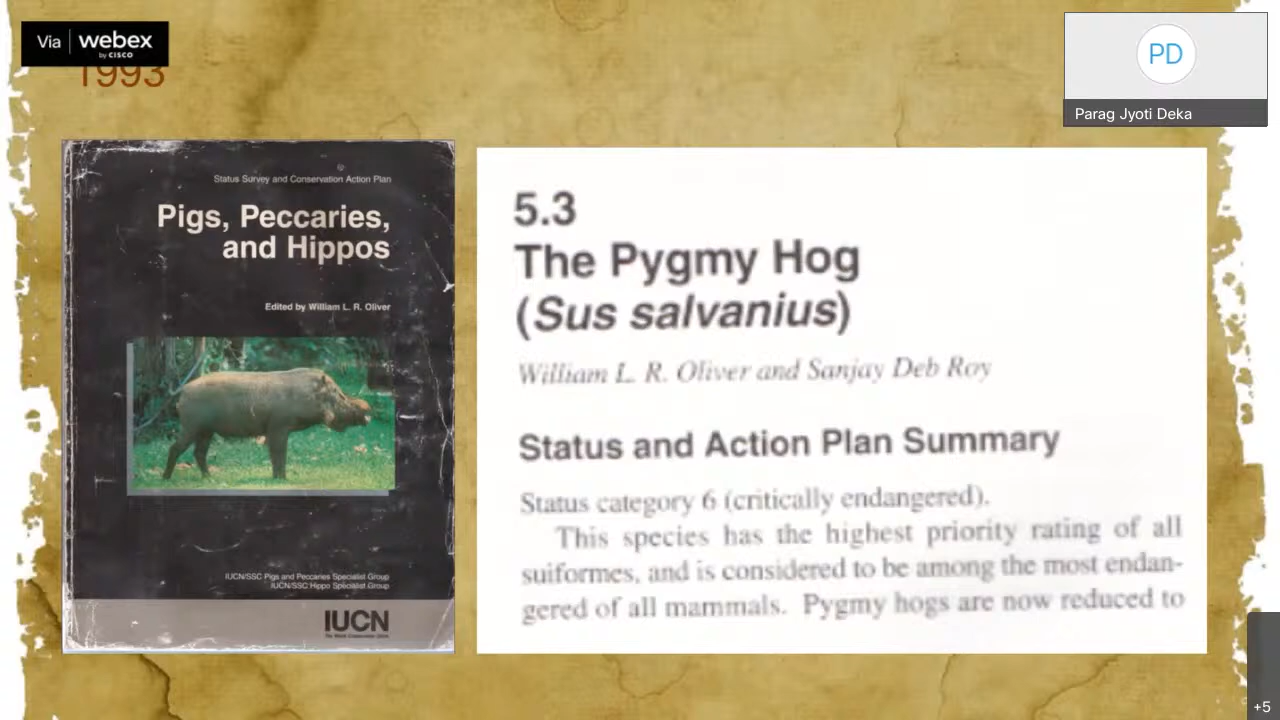 Via webex
by CISCO
1993
PD
Parag Jyoti Deka
Status Survey and Conservation Action Plan
Pigs, Peccaries,
and Hippos
Edited by William L. R. Oliver
IUCN/SSC Pigs and Peccaries Specialist Group
IUCN/SSC Hippo Specialist Group
IUCN
The World Conservation Union
5.3
The Pygmy Hog
(Sus salvanius)
William L. R. Oliver and Sanjay Deb Roy
Status and Action Plan Summary
Status category 6 (critically endangered).
This species has the highest priority rating of all
suiformes, and is considered to be among the most endan-
gered of all mammals. Pygmy hogs are now reduced to
+5